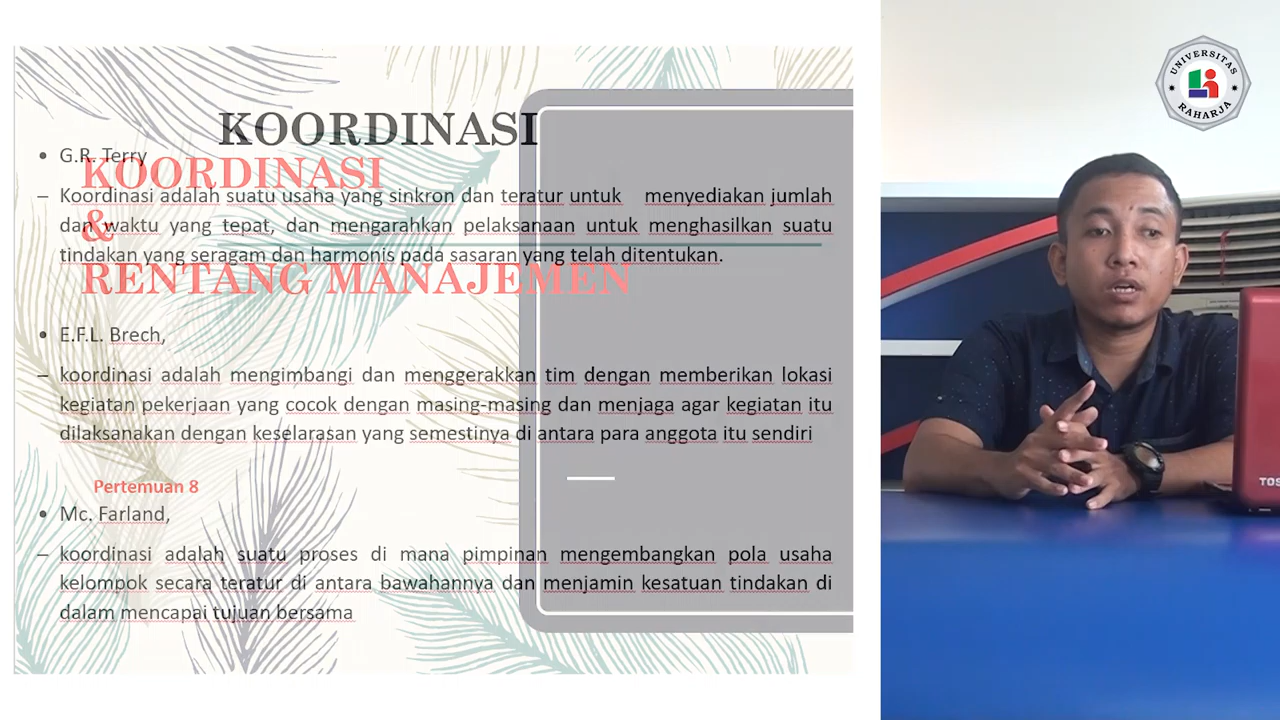 KOORDINASI
• G.R. Terry
– Koordinasi adalah suatu usaha yang sinkron dan teratur untuk menyediakan jumlah
dan waktu yang tepat, dan mengarahkan pelaksanaan untuk menghasilkan suatu
tindakan yang seragam dan harmonis pada sasaran yang telah ditentukan.
• E.F.L. Brech,
– koordinasi adalah mengimbangi dan menggerakkan tim dengan memberikan lokasi
kegiatan pekerjaan yang cocok dengan masing-masing dan menjaga agar kegiatan itu
dilaksanakan dengan keselarasan yang semestinya di antara para anggota itu sendiri
• Mc. Farland,
– koordinasi adalah suatu proses di mana pimpinan mengembangkan pola usaha
kelompok secara teratur di antara bawahannya dan menjamin kesatuan tindakan di
dalam mencapai tujuan bersama
KOORDINASI
&
RENTANG MANAJEMEN
Pertemuan 8
UNIVERSITAS
RAHARJA
TOS